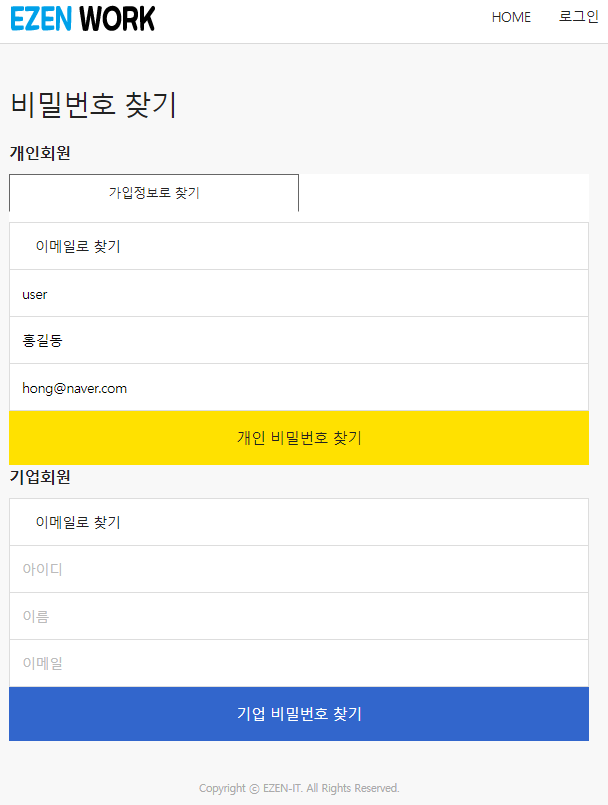 EZEN WORK
HOME 로그인
비밀번호 찾기
개인회원
가입정보로 찾기
이메일로 찾기
user
홍길동
hong@naver.com
개인 비밀번호 찾기
기업회원
이메일로 찾기
아이디
이름
이메일
기업 비밀번호 찾기
Copyright ⓒ EZEN-IT. All Rights Reserved.